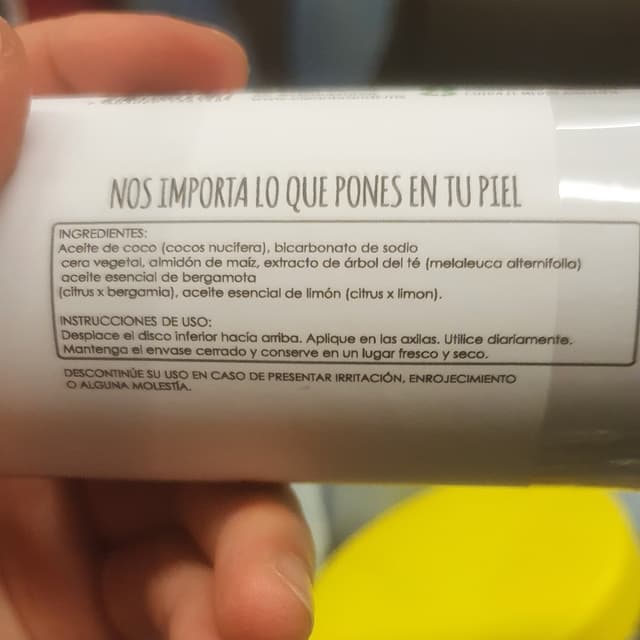 NOS IMPORTA LO QUE PONES EN TU PIEL
INGREDIENTES:
Aceite de coco (cocos nucifera), bicarbonato de sodio
cera vegetal, almidón de maíz, extracto de árbol del té (melaleuca alternifolia)
aceite esencial de bergamota
(citrus x bergamia), aceite esencial de limón (citrus x limon).
INSTRUCCIONES DE USO:
Desplace el disco inferior hacía arriba. Aplique en las axilas. Utilice diaríamente.
Mantenga el envase cerrado y conserve en un lugar fresco y seco.
DESCONTINÚE SU USO EN CASO DE PRESENTAR IRRITACIÓN, ENROJECIMIENTO
O ALGUNA MOLESTÍA.